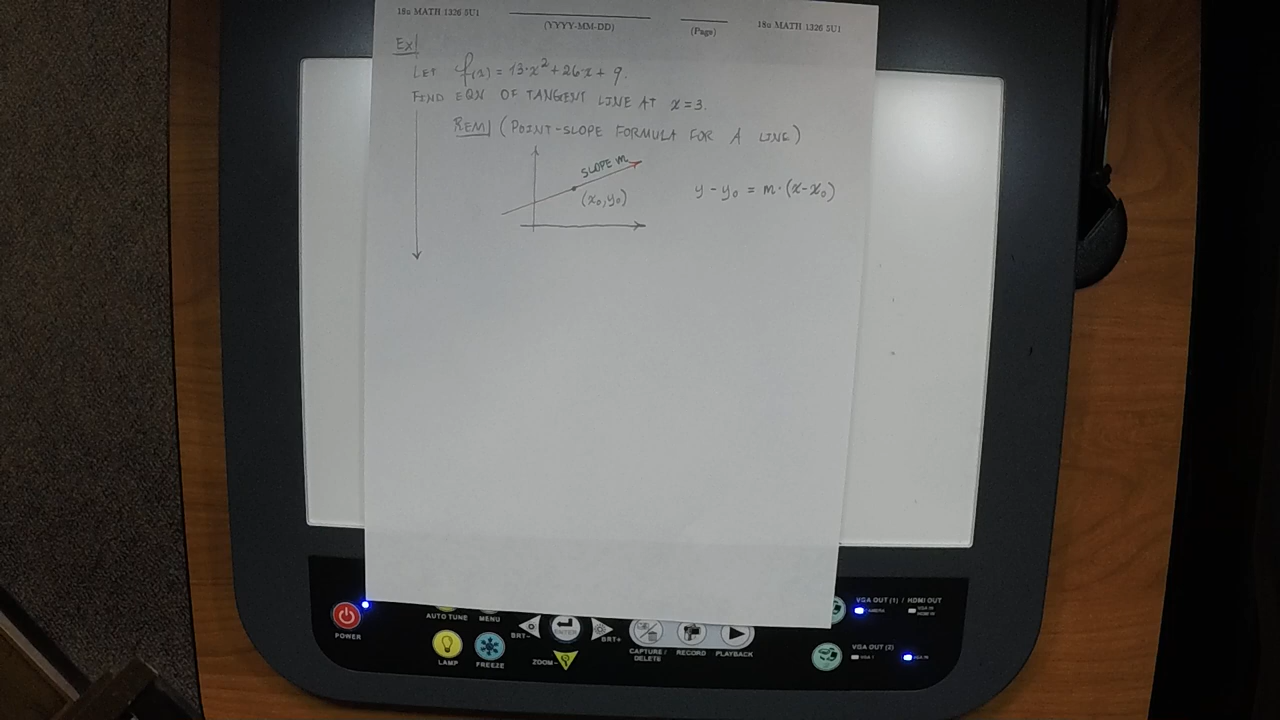 18u MATH 1326 5U1
(YYYY-MM-DD)
(Page)
18u MATH 1326 5U1
Ex|
LET f(x) = 13·x² + 26·x + 9.
FIND EQN OF TANGENT LINE AT x = 3.
REM| (POINT-SLOPE FORMULA FOR A LINE)
SLOPE m
(x₀, y₀)
y - y₀ = m·(x - x₀)
POWER
AUTO TUNE
MENU
LAMP
FREEZE
BRT-
ENTER
BRT+
ZOOM-
CAPTURE / DELETE
RECORD
PLAYBACK
VGA OUT (1) / HDMI OUT
VGA OUT (2)